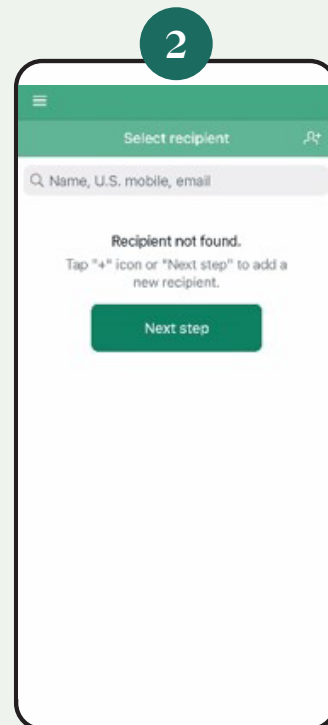 2
Select recipient
Name, U.S. mobile, email
Recipient not found.
Tap "+" icon or "Next step" to add a
new recipient.
Next step